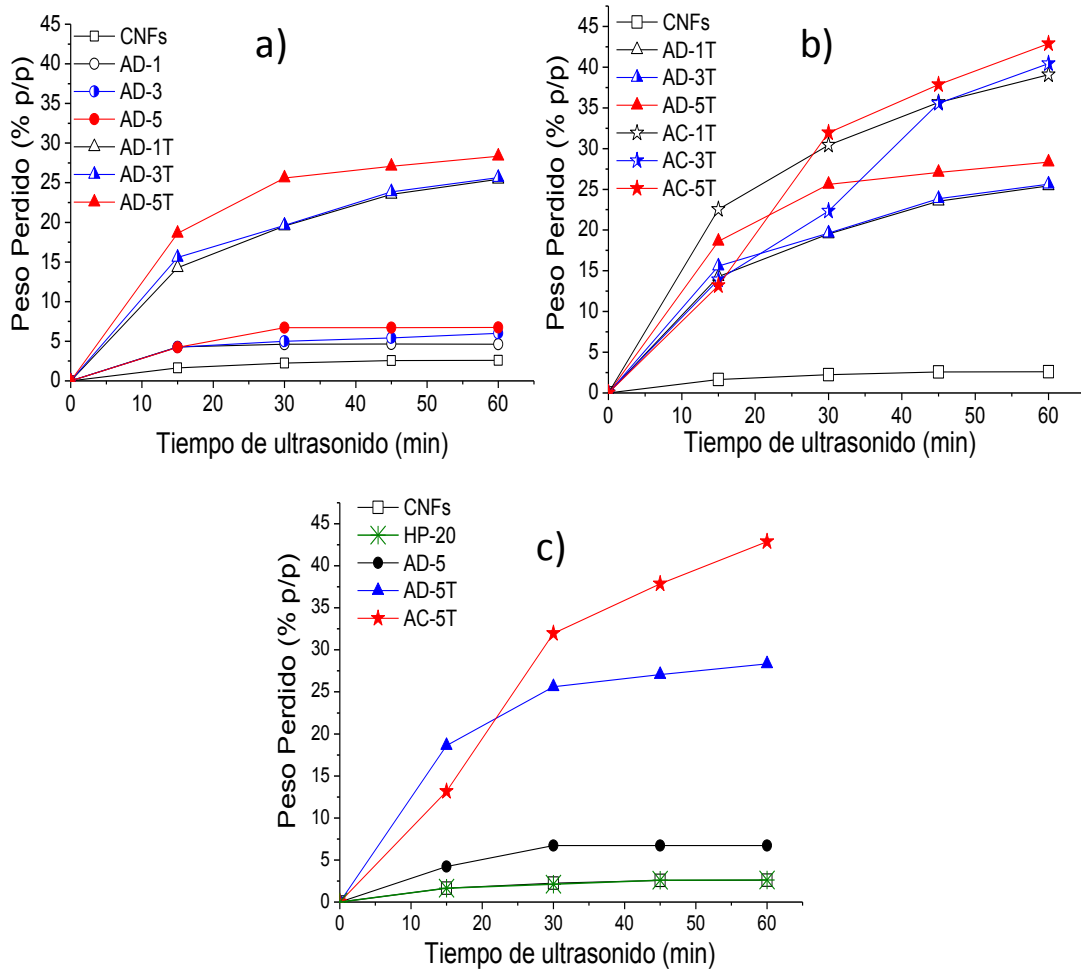 a)
CNFs
AD-1
AD-3
AD-5
AD-1T
AD-3T
AD-5T
45
40
35
30
25
20
15
10
5
0
Peso Perdido (% p/p)
0 10 20 30 40 50 60
Tiempo de ultrasonido (min)
b)
CNFs
AD-1T
AD-3T
AD-5T
AC-1T
AC-3T
AC-5T
45
40
35
30
25
20
15
10
5
0
Peso Perdido (% p/p)
0 10 20 30 40 50 60
Tiempo de ultrasonido (min)
c)
CNFs
HP-20
AD-5
AD-5T
AC-5T
45
40
35
30
25
20
15
10
5
0
Peso Perdido (% p/p)
0 10 20 30 40 50 60
Tiempo de ultrasonido (min)